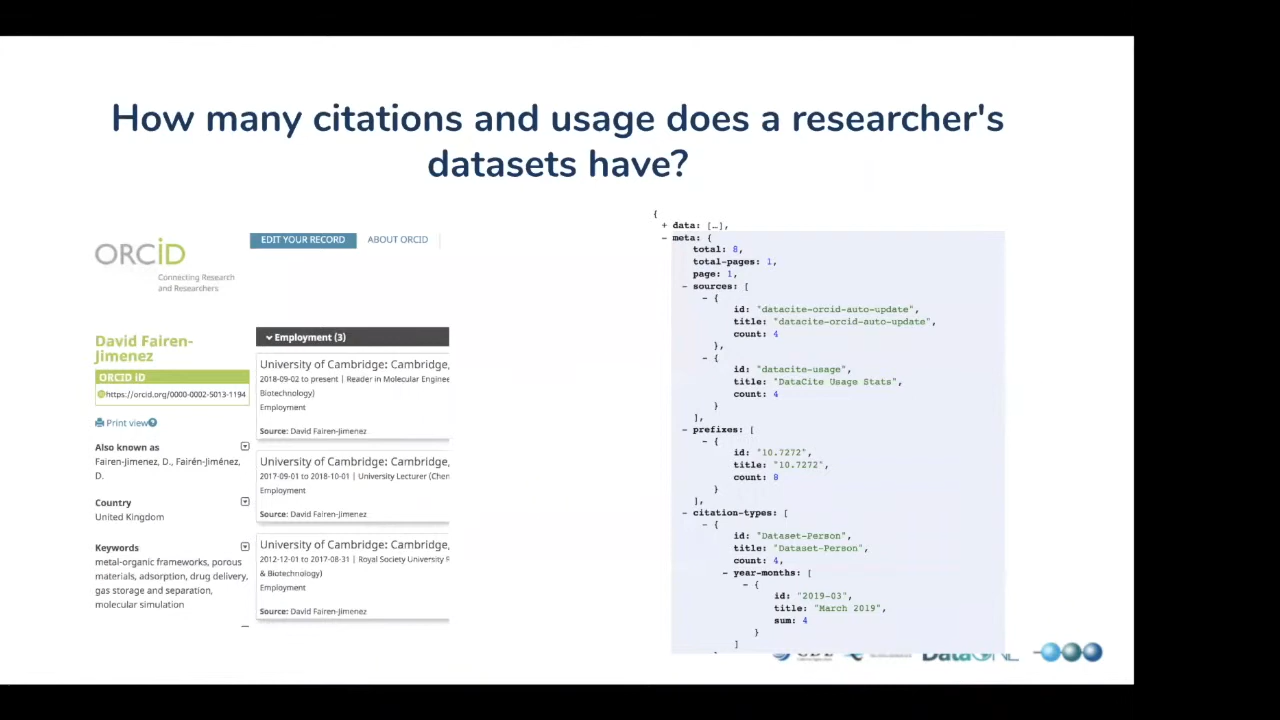 How many citations and usage does a researcher's
datasets have?
ORCiD
Connecting Research
and Researchers
EDIT YOUR RECORD
ABOUT ORCID
David Fairen-
Jimenez
ORCID iD
https://orcid.org/0000-0002-5013-1194
Print view
Also known as
Fairen-Jimenez, D., Fairén-Jiménez,
D.
Country
United Kingdom
Keywords
metal-organic frameworks, porous
materials, adsorption, drug delivery,
gas storage and separation,
molecular simulation
Employment (3)
University of Cambridge: Cambridge,
2018-09-02 to present | Reader in Molecular Enginee
Biotechnology)
Employment
Source: David Fairen-Jimenez
University of Cambridge: Cambridge,
2017-09-01 to 2018-10-01 | University Lecturer (Chen
Employment
Source: David Fairen-Jimenez
University of Cambridge: Cambridge,
2012-12-01 to 2017-08-31 | Royal Society University
& Biotechnology)
Employment
Source: David Fairen-Jimenez
{
+ data: […],
- meta: {
total: 8,
total-pages: 1,
page: 1,
- sources: [
- {
id: "datacite-orcid-auto-update",
title: "datacite-orcid-auto-update",
count: 4
},
- {
id: "datacite-usage",
title: "DataCite Usage Stats",
count: 4
}
],
- prefixes: [
- {
id: "10.7272",
title: "10.7272",
count: 8
}
],
- citation-types: [
- {
id: "Dataset-Person",
title: "Dataset-Person",
count: 4,
- year-months: [
- {
id: "2019-03",
title: "March 2019",
sum: 4
}
]
DataONE